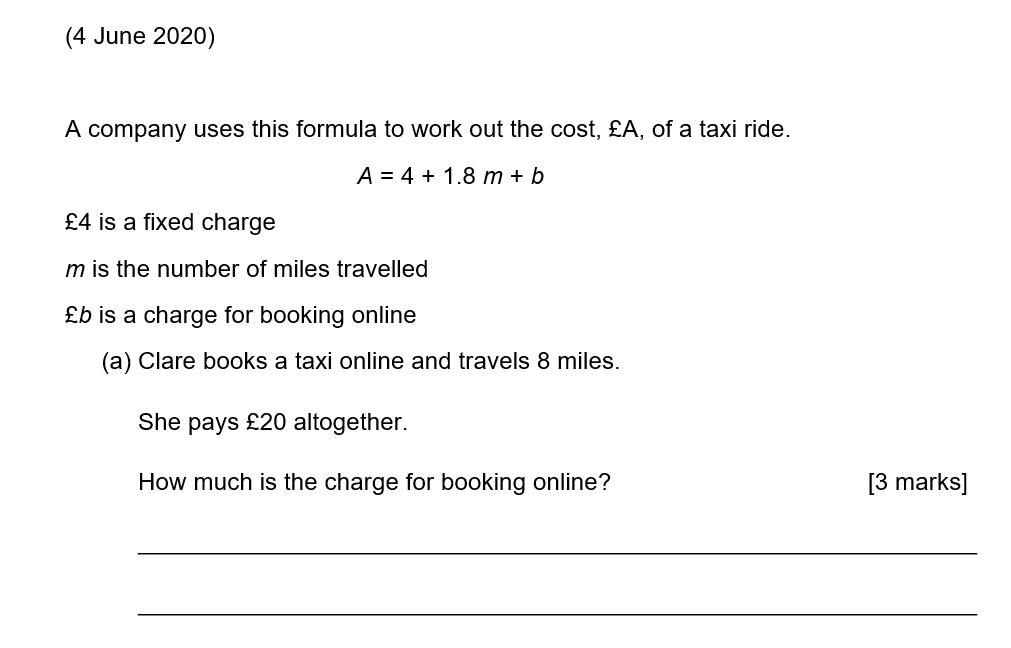 (4 June 2020)
A company uses this formula to work out the cost, £A, of a taxi ride.
A = 4 + 1.8 m + b
£4 is a fixed charge
m is the number of miles travelled
£b is a charge for booking online
(a) Clare books a taxi online and travels 8 miles.
She pays £20 altogether.
How much is the charge for booking online? [3 marks]